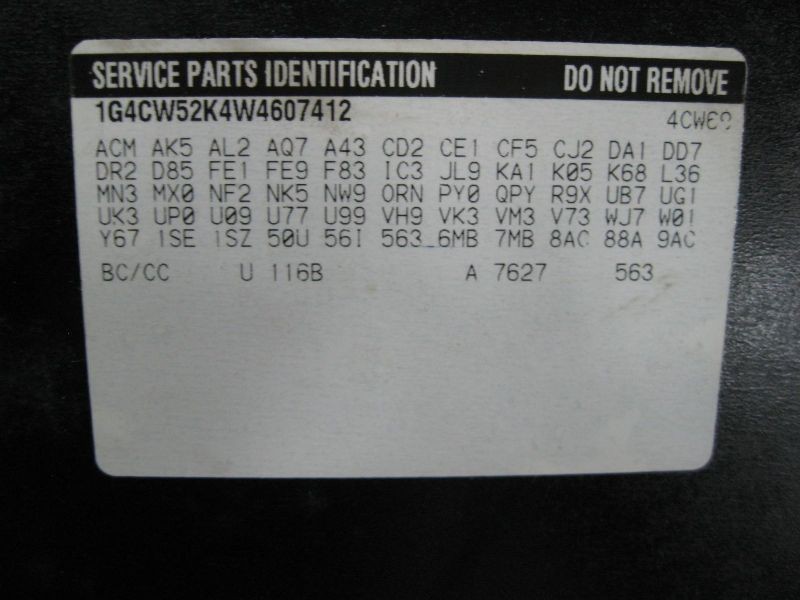 SERVICE PARTS IDENTIFICATION DO NOT REMOVE
1G4CW52K4W4607412 4CW69
ACM AK5 AL2 AQ7 A43 CD2 CE1 CF5 CJ2 DA1 DD7
DR2 D85 FE1 FE9 F83 IC3 JL9 KA1 K05 K68 L36
MN3 MX0 NF2 NK5 NW9 ORN PY0 QPY R9X UB7 UG1
UK3 UP0 U09 U77 U99 VH9 VK3 VM3 V73 WJ7 W01
Y67 1SE 1SZ 50U 56I 563 6MB 7MB 8AC 88A 9AC
BC/CC U 116B A 7627 563